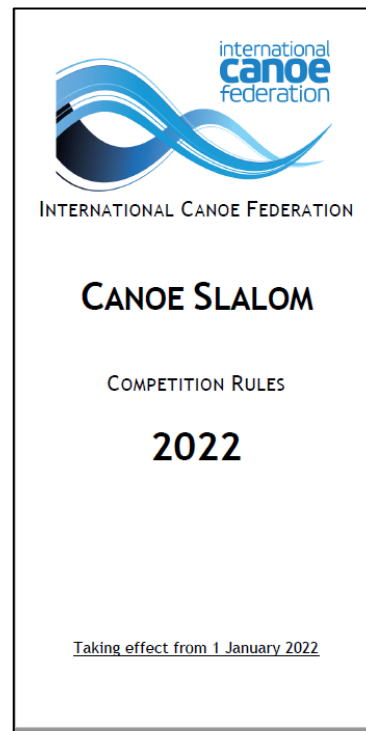 international
canoe
federation
INTERNATIONAL CANOE FEDERATION
CANOE SLALOM
COMPETITION RULES
2022
Taking effect from 1 January 2022